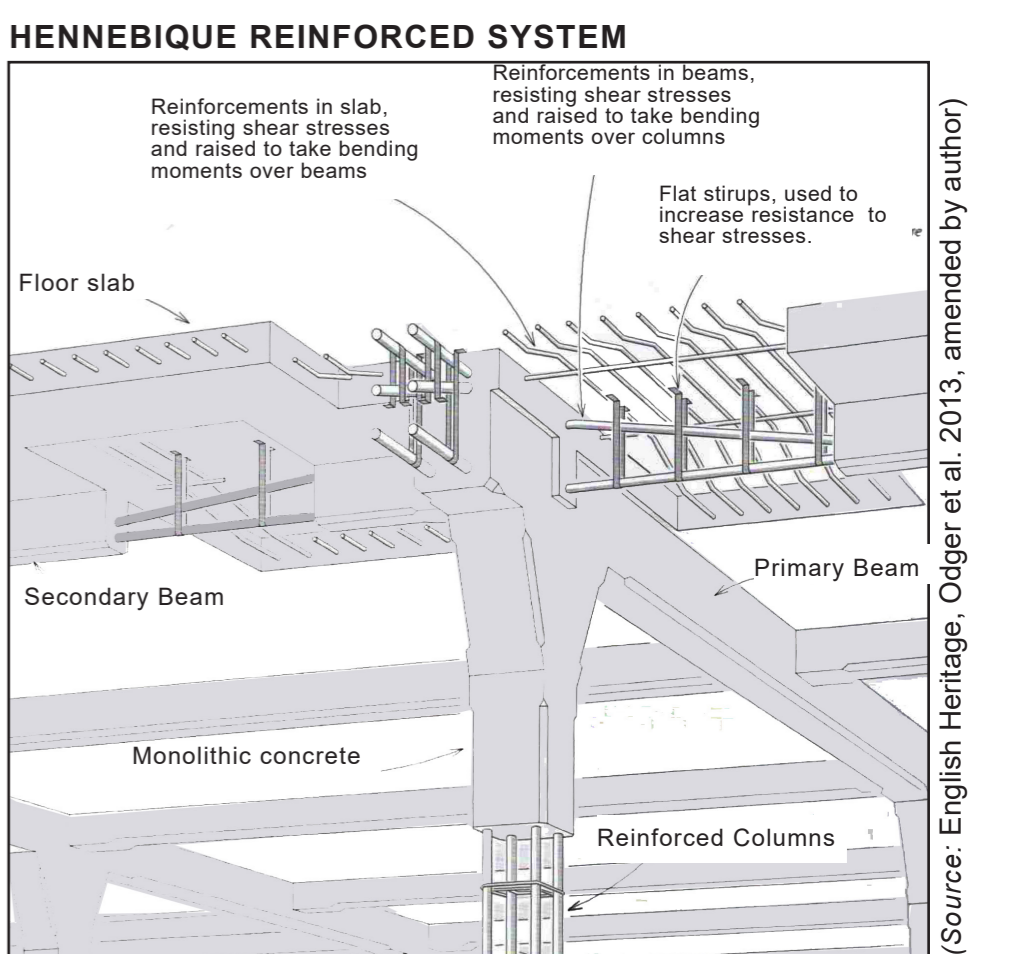 HENNEBIQUE REINFORCED SYSTEM
Reinforcements in slab,
resisting shear stresses
and raised to take bending
moments over beams
Reinforcements in beams,
resisting shear stresses
and raised to take bending
moments over columns
Flat stirups, used to
increase resistance to
shear stresses.
re
Floor slab
Secondary Beam
Primary Beam
Monolithic concrete
Reinforced Columns
(Source: English Heritage, Odger et al. 2013, amended by author)